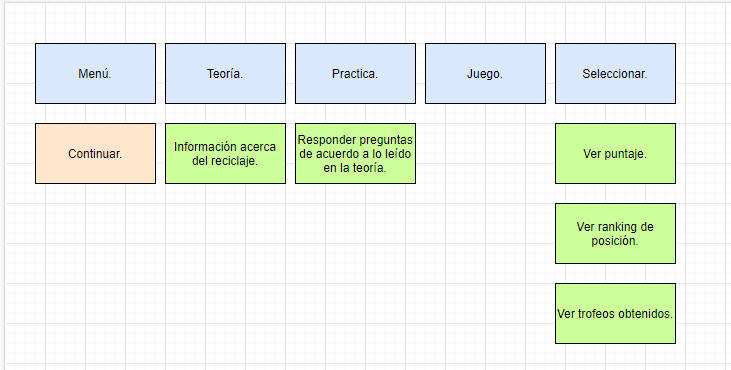 Menú.
Teoría.
Practica.
Juego.
Seleccionar.
Continuar.
Información acerca
del reciclaje.
Responder preguntas
de acuerdo a lo leído
en la teoría.
Ver puntaje.
Ver ranking de
posición.
Ver trofeos obtenidos.